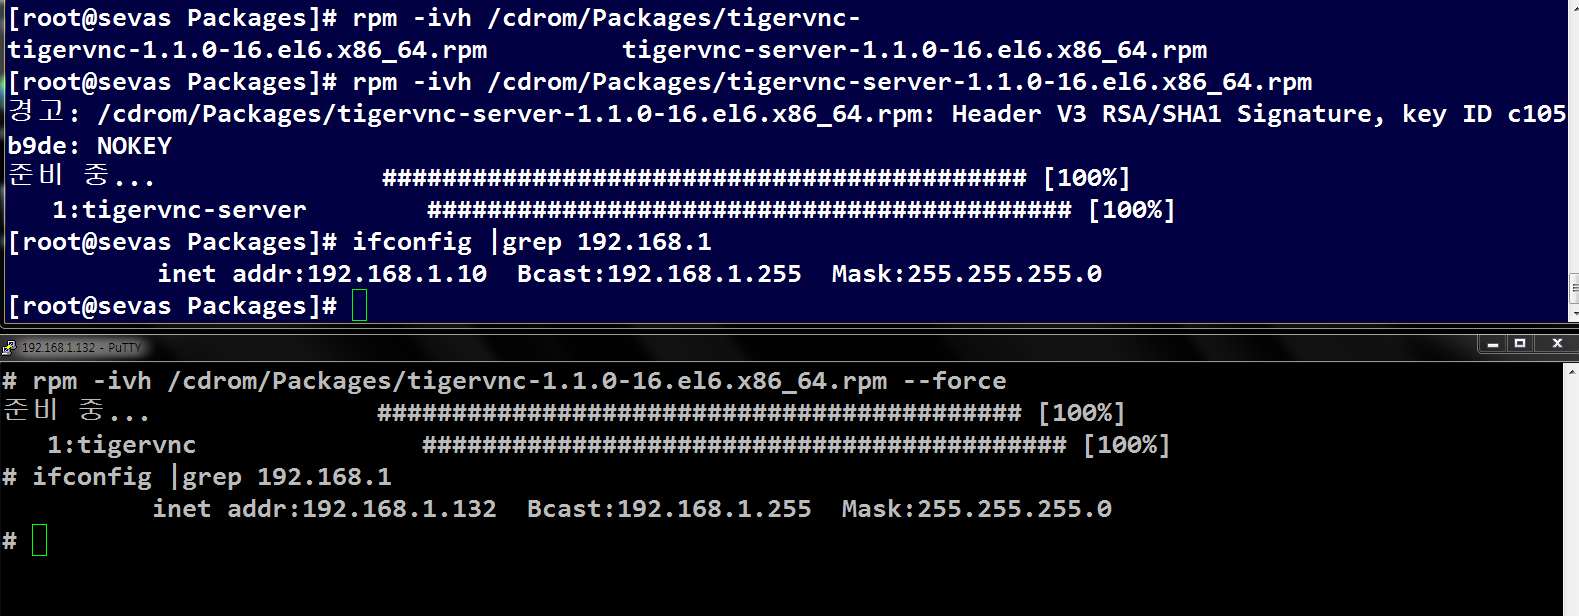 [root@sevas Packages]# rpm -ivh /cdrom/Packages/tigervnc-
tigervnc-1.1.0-16.el6.x86_64.rpm         tigervnc-server-1.1.0-16.el6.x86_64.rpm
[root@sevas Packages]# rpm -ivh /cdrom/Packages/tigervnc-server-1.1.0-16.el6.x86_64.rpm
경고: /cdrom/Packages/tigervnc-server-1.1.0-16.el6.x86_64.rpm: Header V3 RSA/SHA1 Signature, key ID c105
b9de: NOKEY
준비 중...               ########################################### [100%]
   1:tigervnc-server        ########################################### [100%]
[root@sevas Packages]# ifconfig |grep 192.168.1
          inet addr:192.168.1.10  Bcast:192.168.1.255  Mask:255.255.255.0
[root@sevas Packages]#
192.168.1.132 - PuTTY
# rpm -ivh /cdrom/Packages/tigervnc-1.1.0-16.el6.x86_64.rpm --force
준비 중...               ########################################### [100%]
   1:tigervnc               ########################################### [100%]
# ifconfig |grep 192.168.1
          inet addr:192.168.1.132  Bcast:192.168.1.255  Mask:255.255.255.0
#